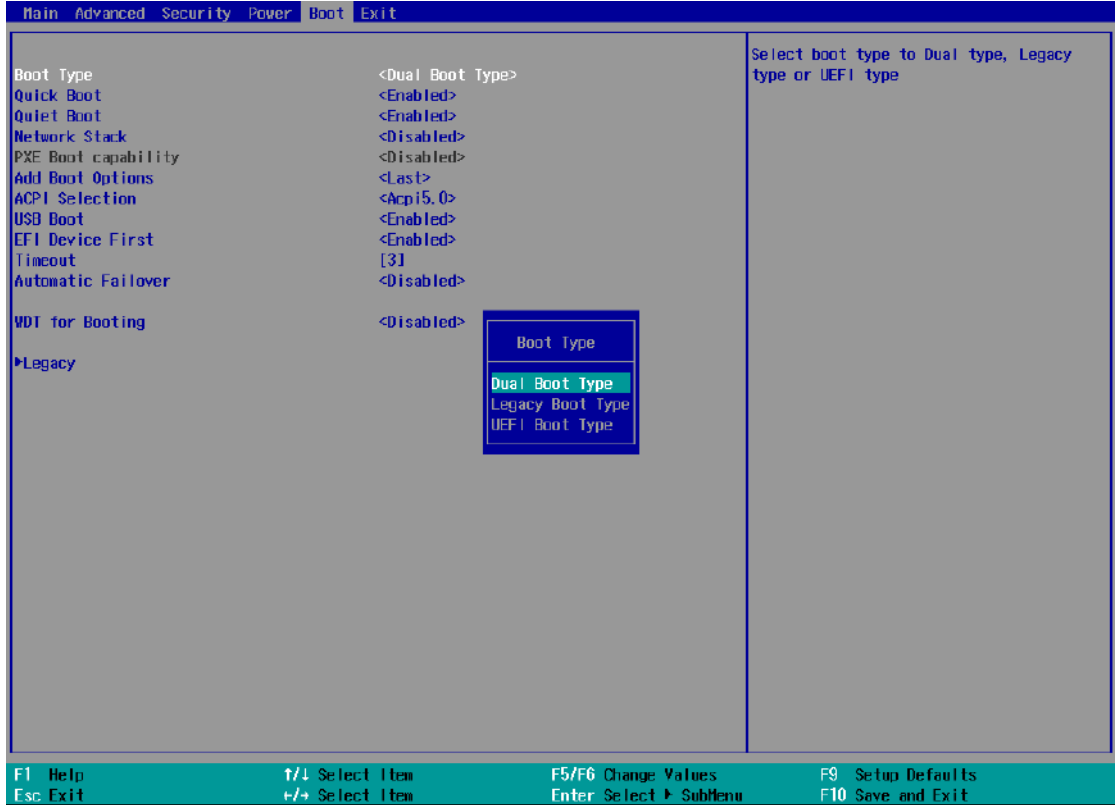 Main Advanced Security Power Boot Exit
Boot Type <Dual Boot Type>
Quick Boot <Enabled>
Quiet Boot <Enabled>
Network Stack <Disabled>
PXE Boot capability <Disabled>
Add Boot Options <Last>
ACPI Selection <Acpi5.0>
USB Boot <Enabled>
EFI Device First <Enabled>
Timeout [3]
Automatic Failover <Disabled>
WDT for Booting <Disabled>
▶Legacy
Boot Type
Dual Boot Type
Legacy Boot Type
UEFI Boot Type
Select boot type to Dual type, Legacy
type or UEFI type
F1 Help ↑/↓ Select Item F5/F6 Change Values F9 Setup Defaults
Esc Exit ←/→ Select Item Enter Select ▶ SubMenu F10 Save and Exit